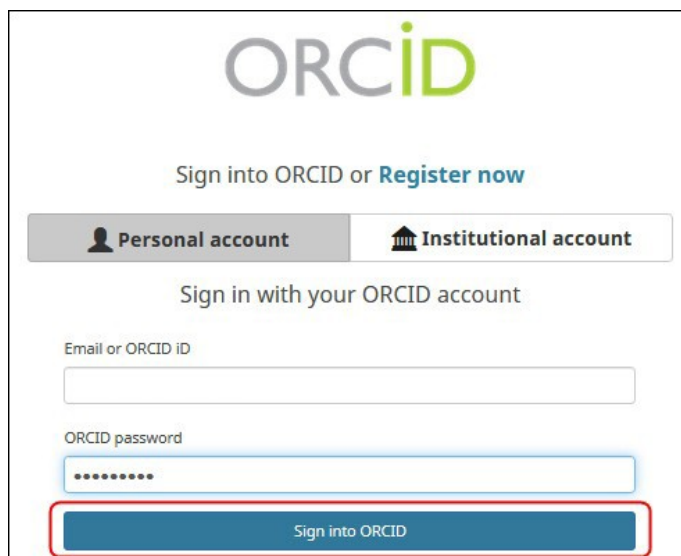 ORCiD
Sign into ORCID or Register now
Personal account Institutional account
Sign in with your ORCID account
Email or ORCID iD
ORCID password
•••••••••
Sign into ORCID